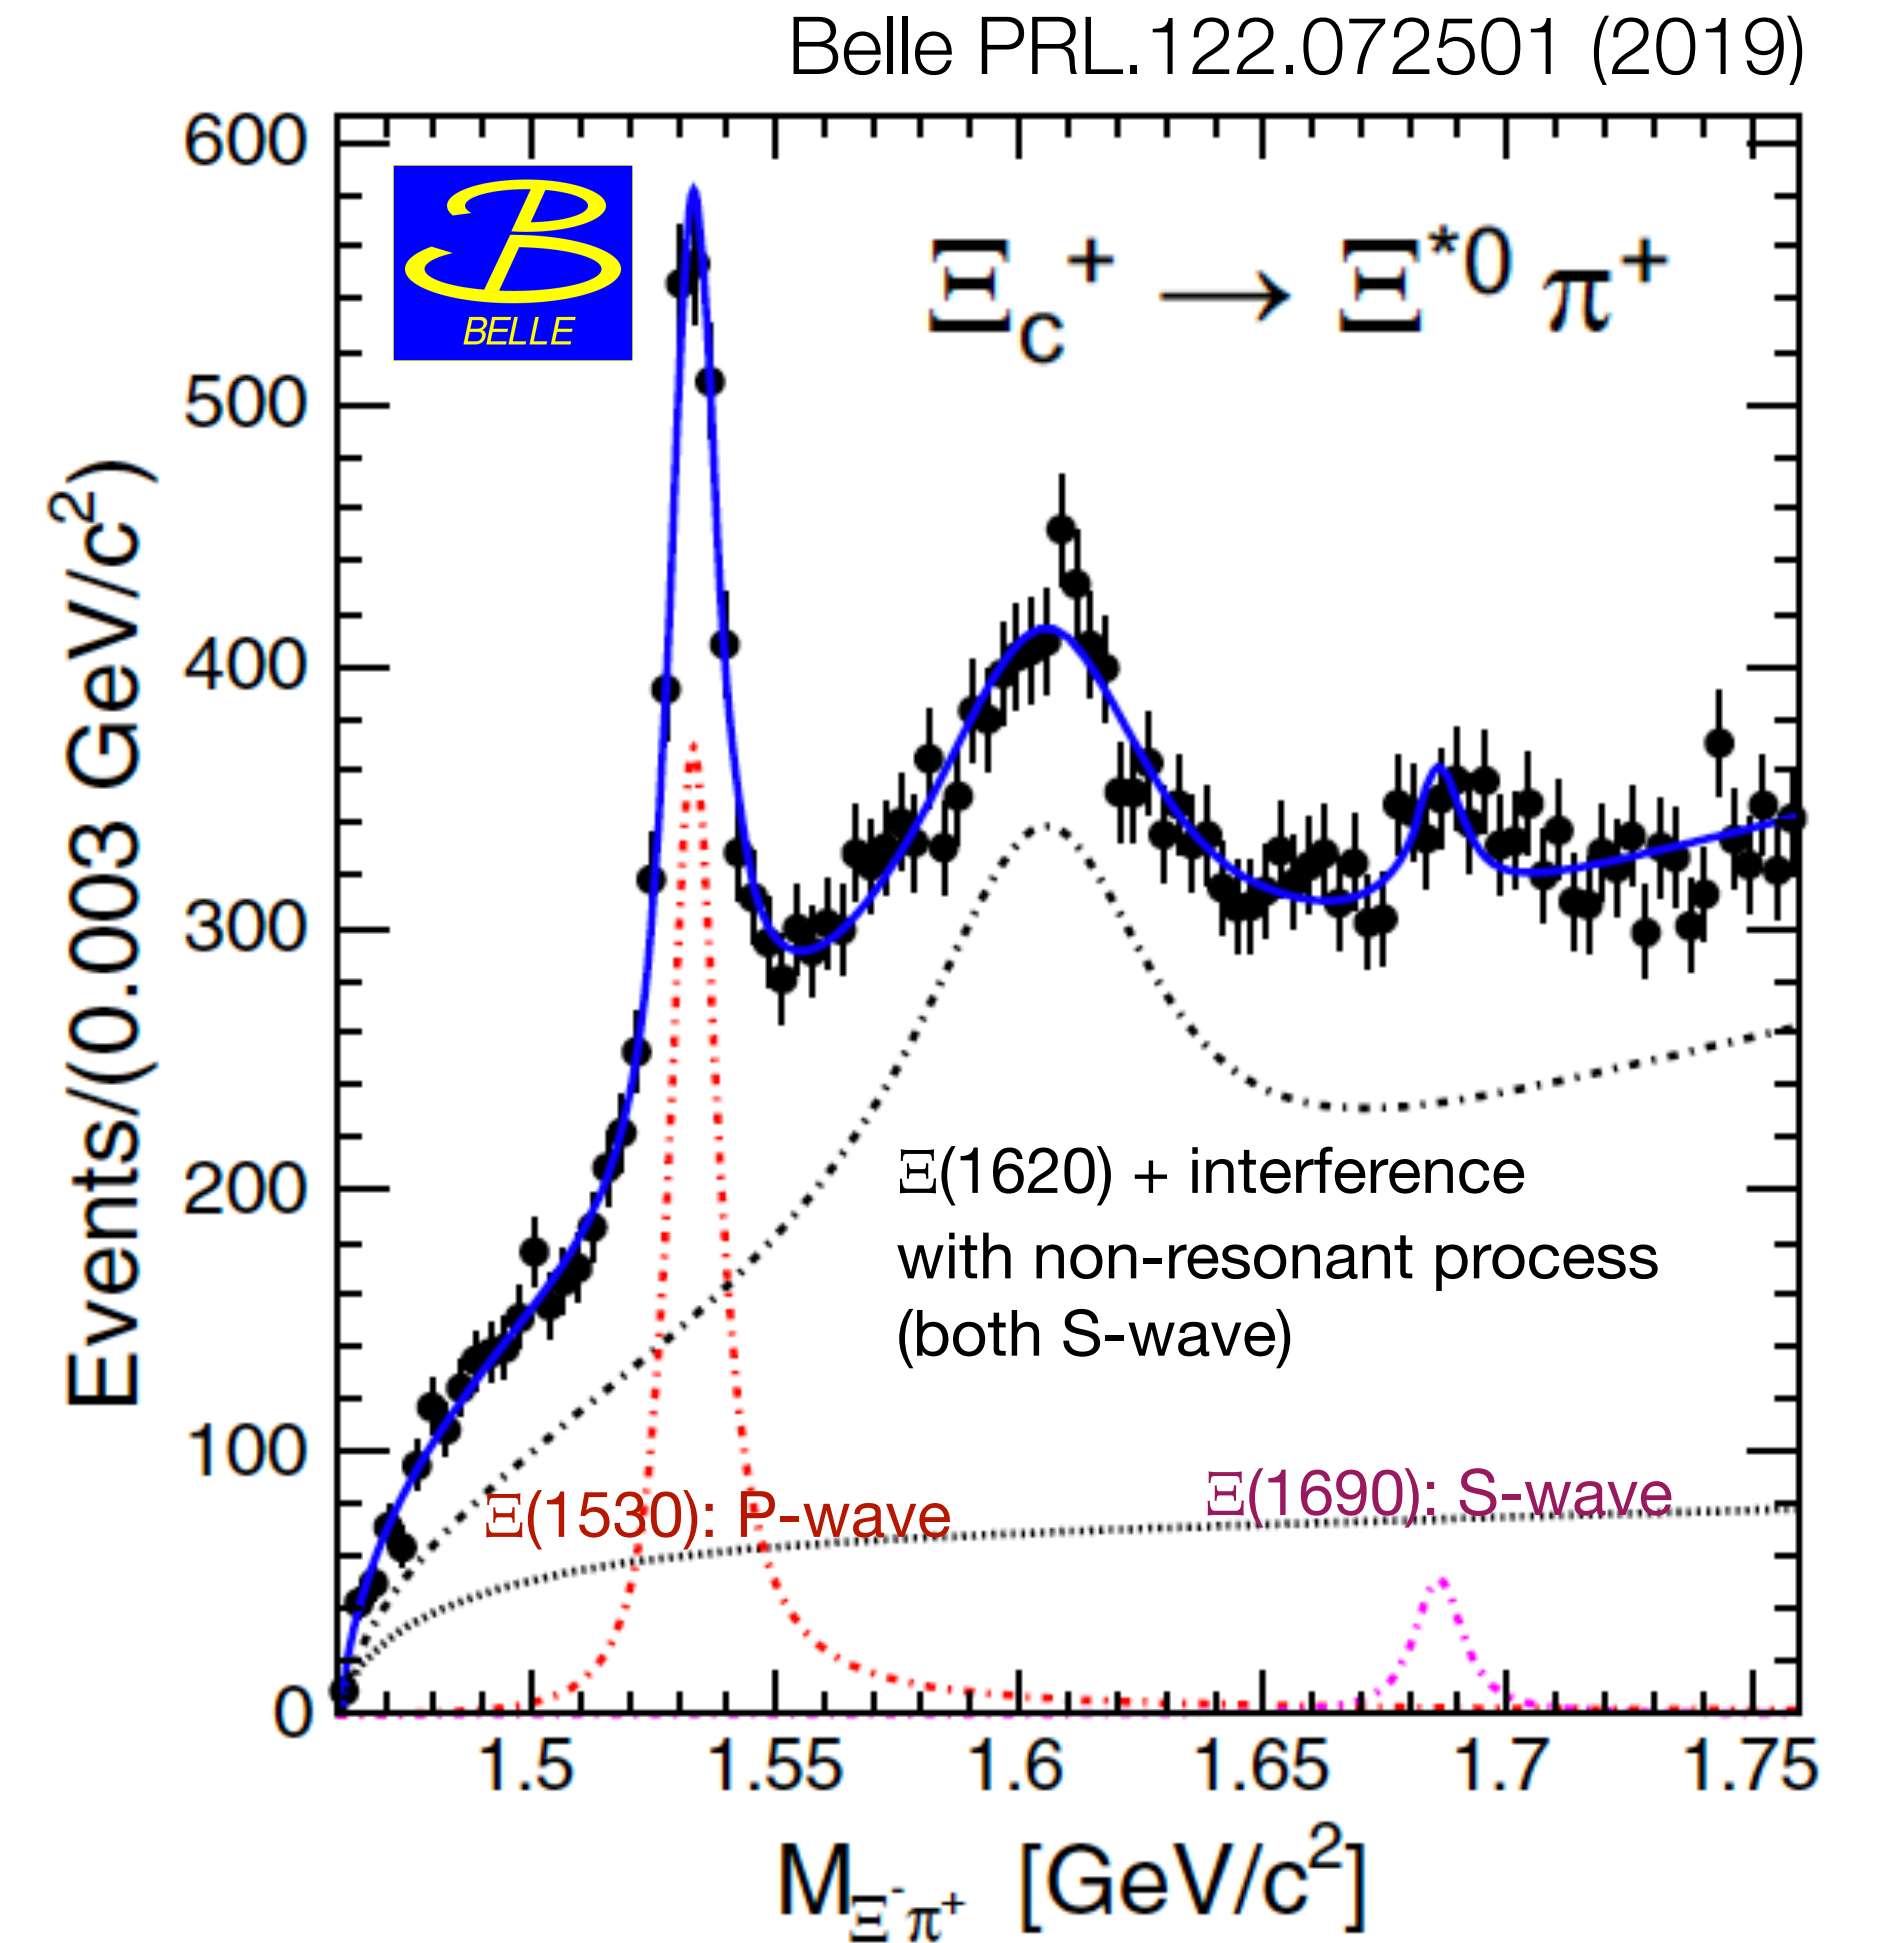 Belle PRL.122.072501 (2019)
600
500
400
300
200
100
0
Events/(0.003 GeV/c²)
BELLE
Ξc⁺ → Ξ*⁰ π⁺
Ξ(1620) + interference
with non-resonant process
(both S-wave)
Ξ(1530): P-wave
Ξ(1690): S-wave
1.5 1.55 1.6 1.65 1.7 1.75
M_Ξ⁻π⁺ [GeV/c²]